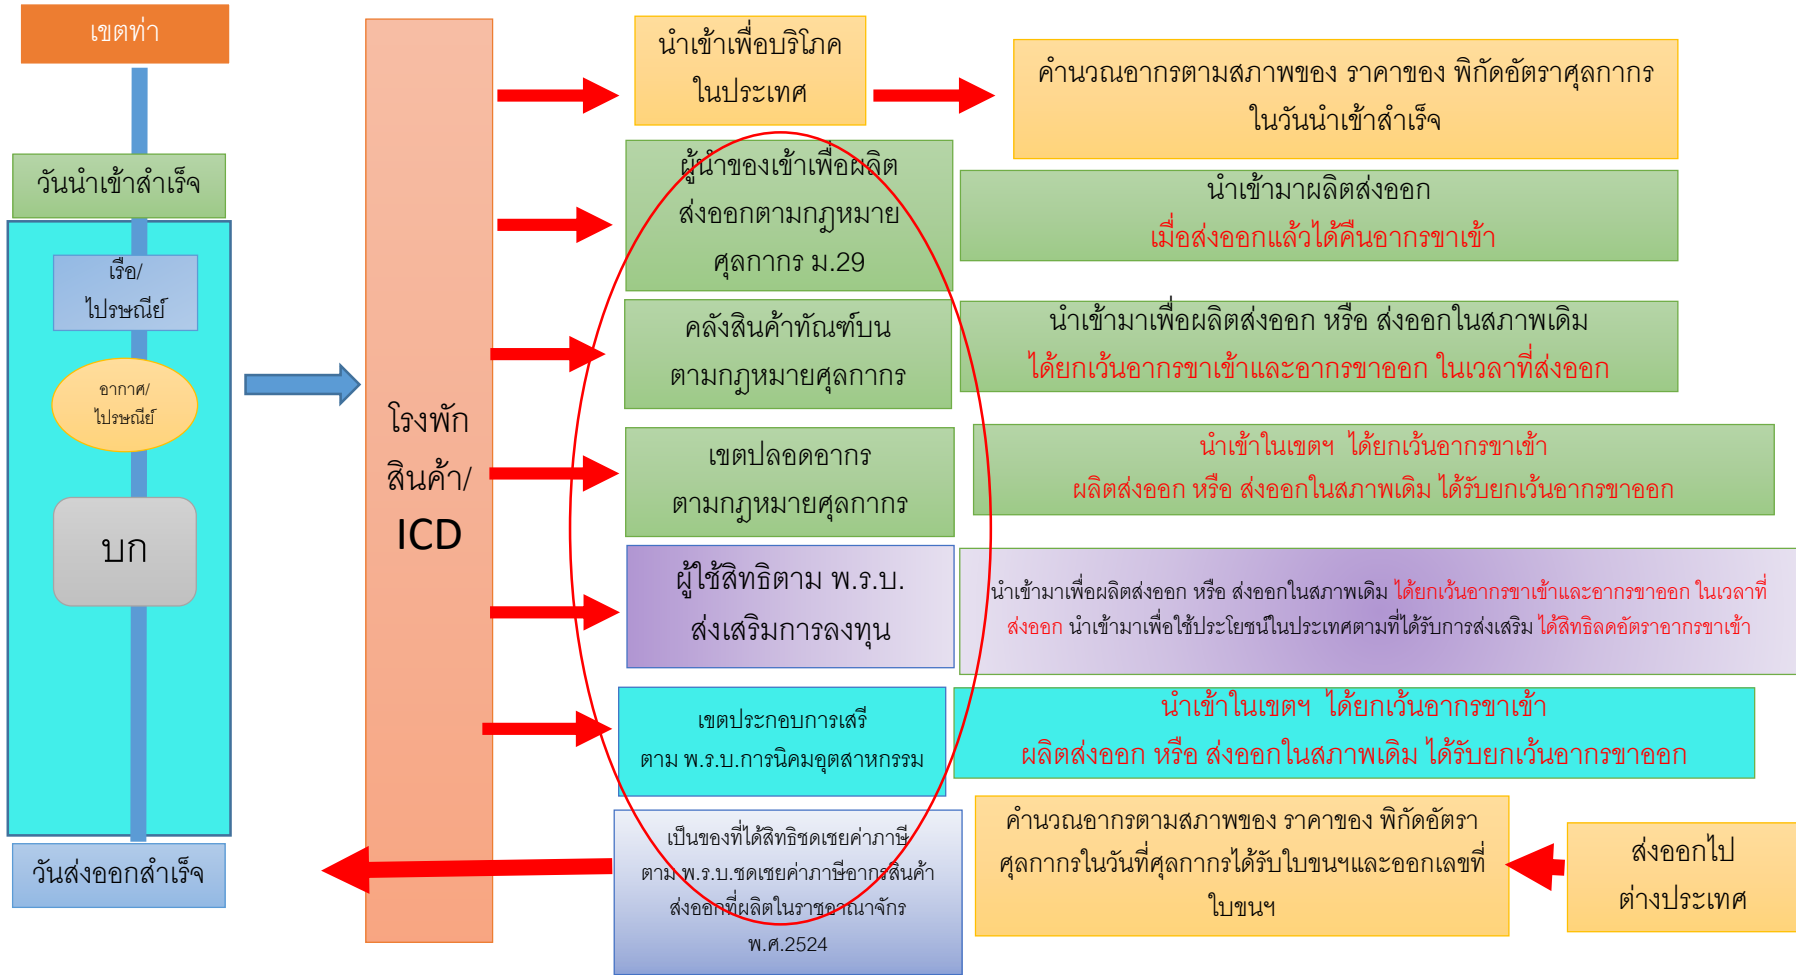 เขตท่า
วันนำเข้าสำเร็จ
เรือ/
ไปรษณีย์
อากาศ/
ไปรษณีย์
บก
วันส่งออกสำเร็จ
โรงพัก
สินค้า/
ICD
นำเข้าเพื่อบริโภค
ในประเทศ
คำนวณอากรตามสภาพของ ราคาของ พิกัดอัตราศุลกากร
ในวันนำเข้าสำเร็จ
ผู้นำของเข้าเพื่อผลิต
ส่งออกตามกฎหมาย
ศุลกากร ม.29
นำเข้ามาผลิตส่งออก
เมื่อส่งออกแล้วได้คืนอากรขาเข้า
คลังสินค้าทัณฑ์บน
ตามกฎหมายศุลกากร
นำเข้ามาเพื่อผลิตส่งออก หรือ ส่งออกในสภาพเดิม
ได้ยกเว้นอากรขาเข้าและอากรขาออก ในเวลาที่ส่งออก
เขตปลอดอากร
ตามกฎหมายศุลกากร
นำเข้าในเขตฯ ได้ยกเว้นอากรขาเข้า
ผลิตส่งออก หรือ ส่งออกในสภาพเดิม ได้รับยกเว้นอากรขาออก
ผู้ใช้สิทธิตาม พ.ร.บ.
ส่งเสริมการลงทุน
นำเข้ามาเพื่อผลิตส่งออก หรือ ส่งออกในสภาพเดิม ได้ยกเว้นอากรขาเข้าและอากรขาออก ในเวลาที่
ส่งออก นำเข้ามาเพื่อใช้ประโยชน์ในประเทศตามที่ได้รับการส่งเสริม ได้สิทธิลดอัตราอากรขาเข้า
เขตประกอบการเสรี
ตาม พ.ร.บ.การนิคมอุตสาหกรรม
นำเข้าในเขตฯ ได้ยกเว้นอากรขาเข้า
ผลิตส่งออก หรือ ส่งออกในสภาพเดิม ได้รับยกเว้นอากรขาออก
เป็นของที่ได้สิทธิชดเชยค่าภาษี
ตาม พ.ร.บ.ชดเชยค่าภาษีอากรสินค้า
ส่งออกที่ผลิตในราชอาณาจักร
พ.ศ.2524
คำนวณอากรตามสภาพของ ราคาของ พิกัดอัตรา
ศุลกากรในวันที่ศุลกากรได้รับใบขนฯและออกเลขที่
ใบขนฯ
ส่งออกไป
ต่างประเทศ